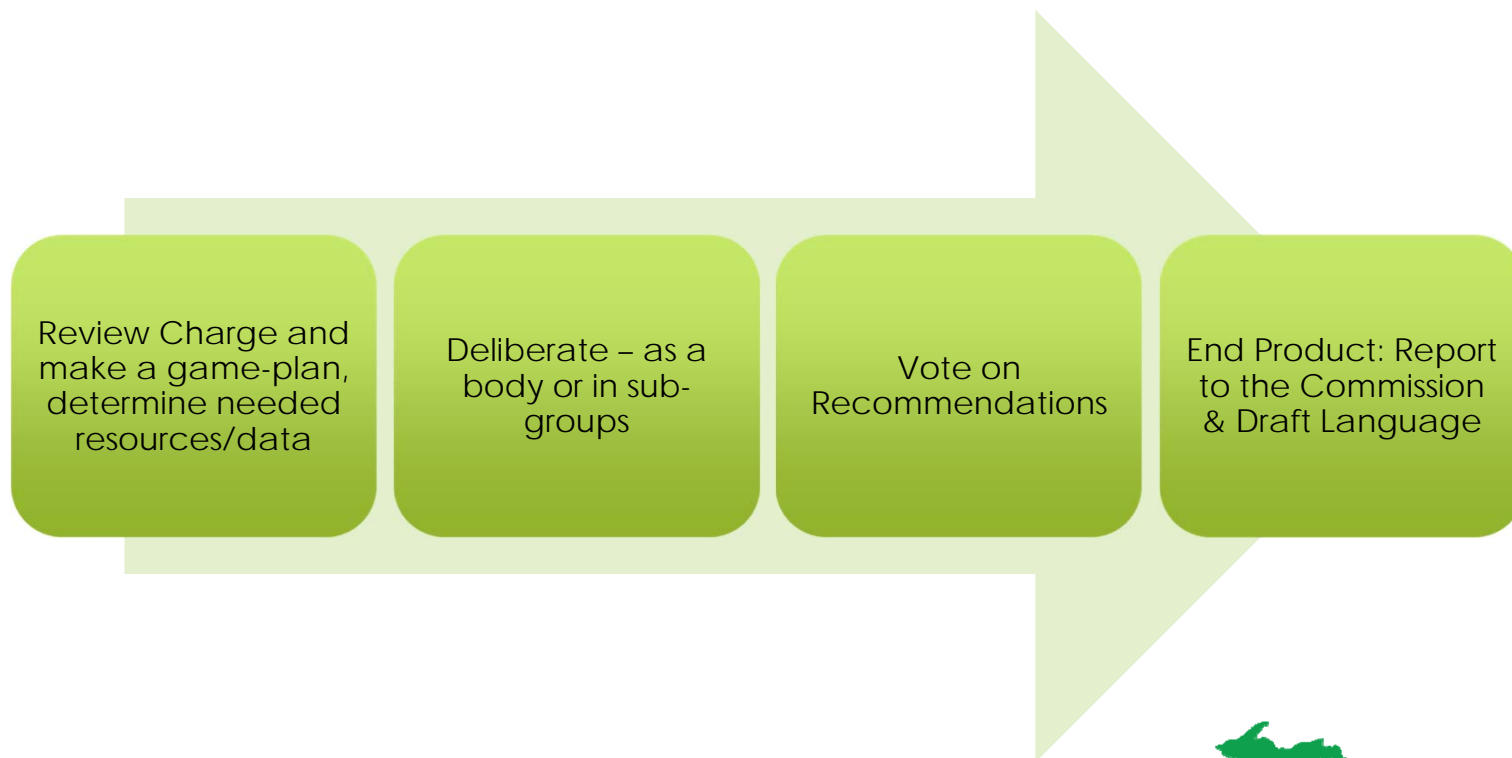 Review Charge and
make a game-plan,
determine needed
resources/data
Deliberate – as a
body or in sub-
groups
Vote on
Recommendations
End Product: Report
to the Commission
& Draft Language